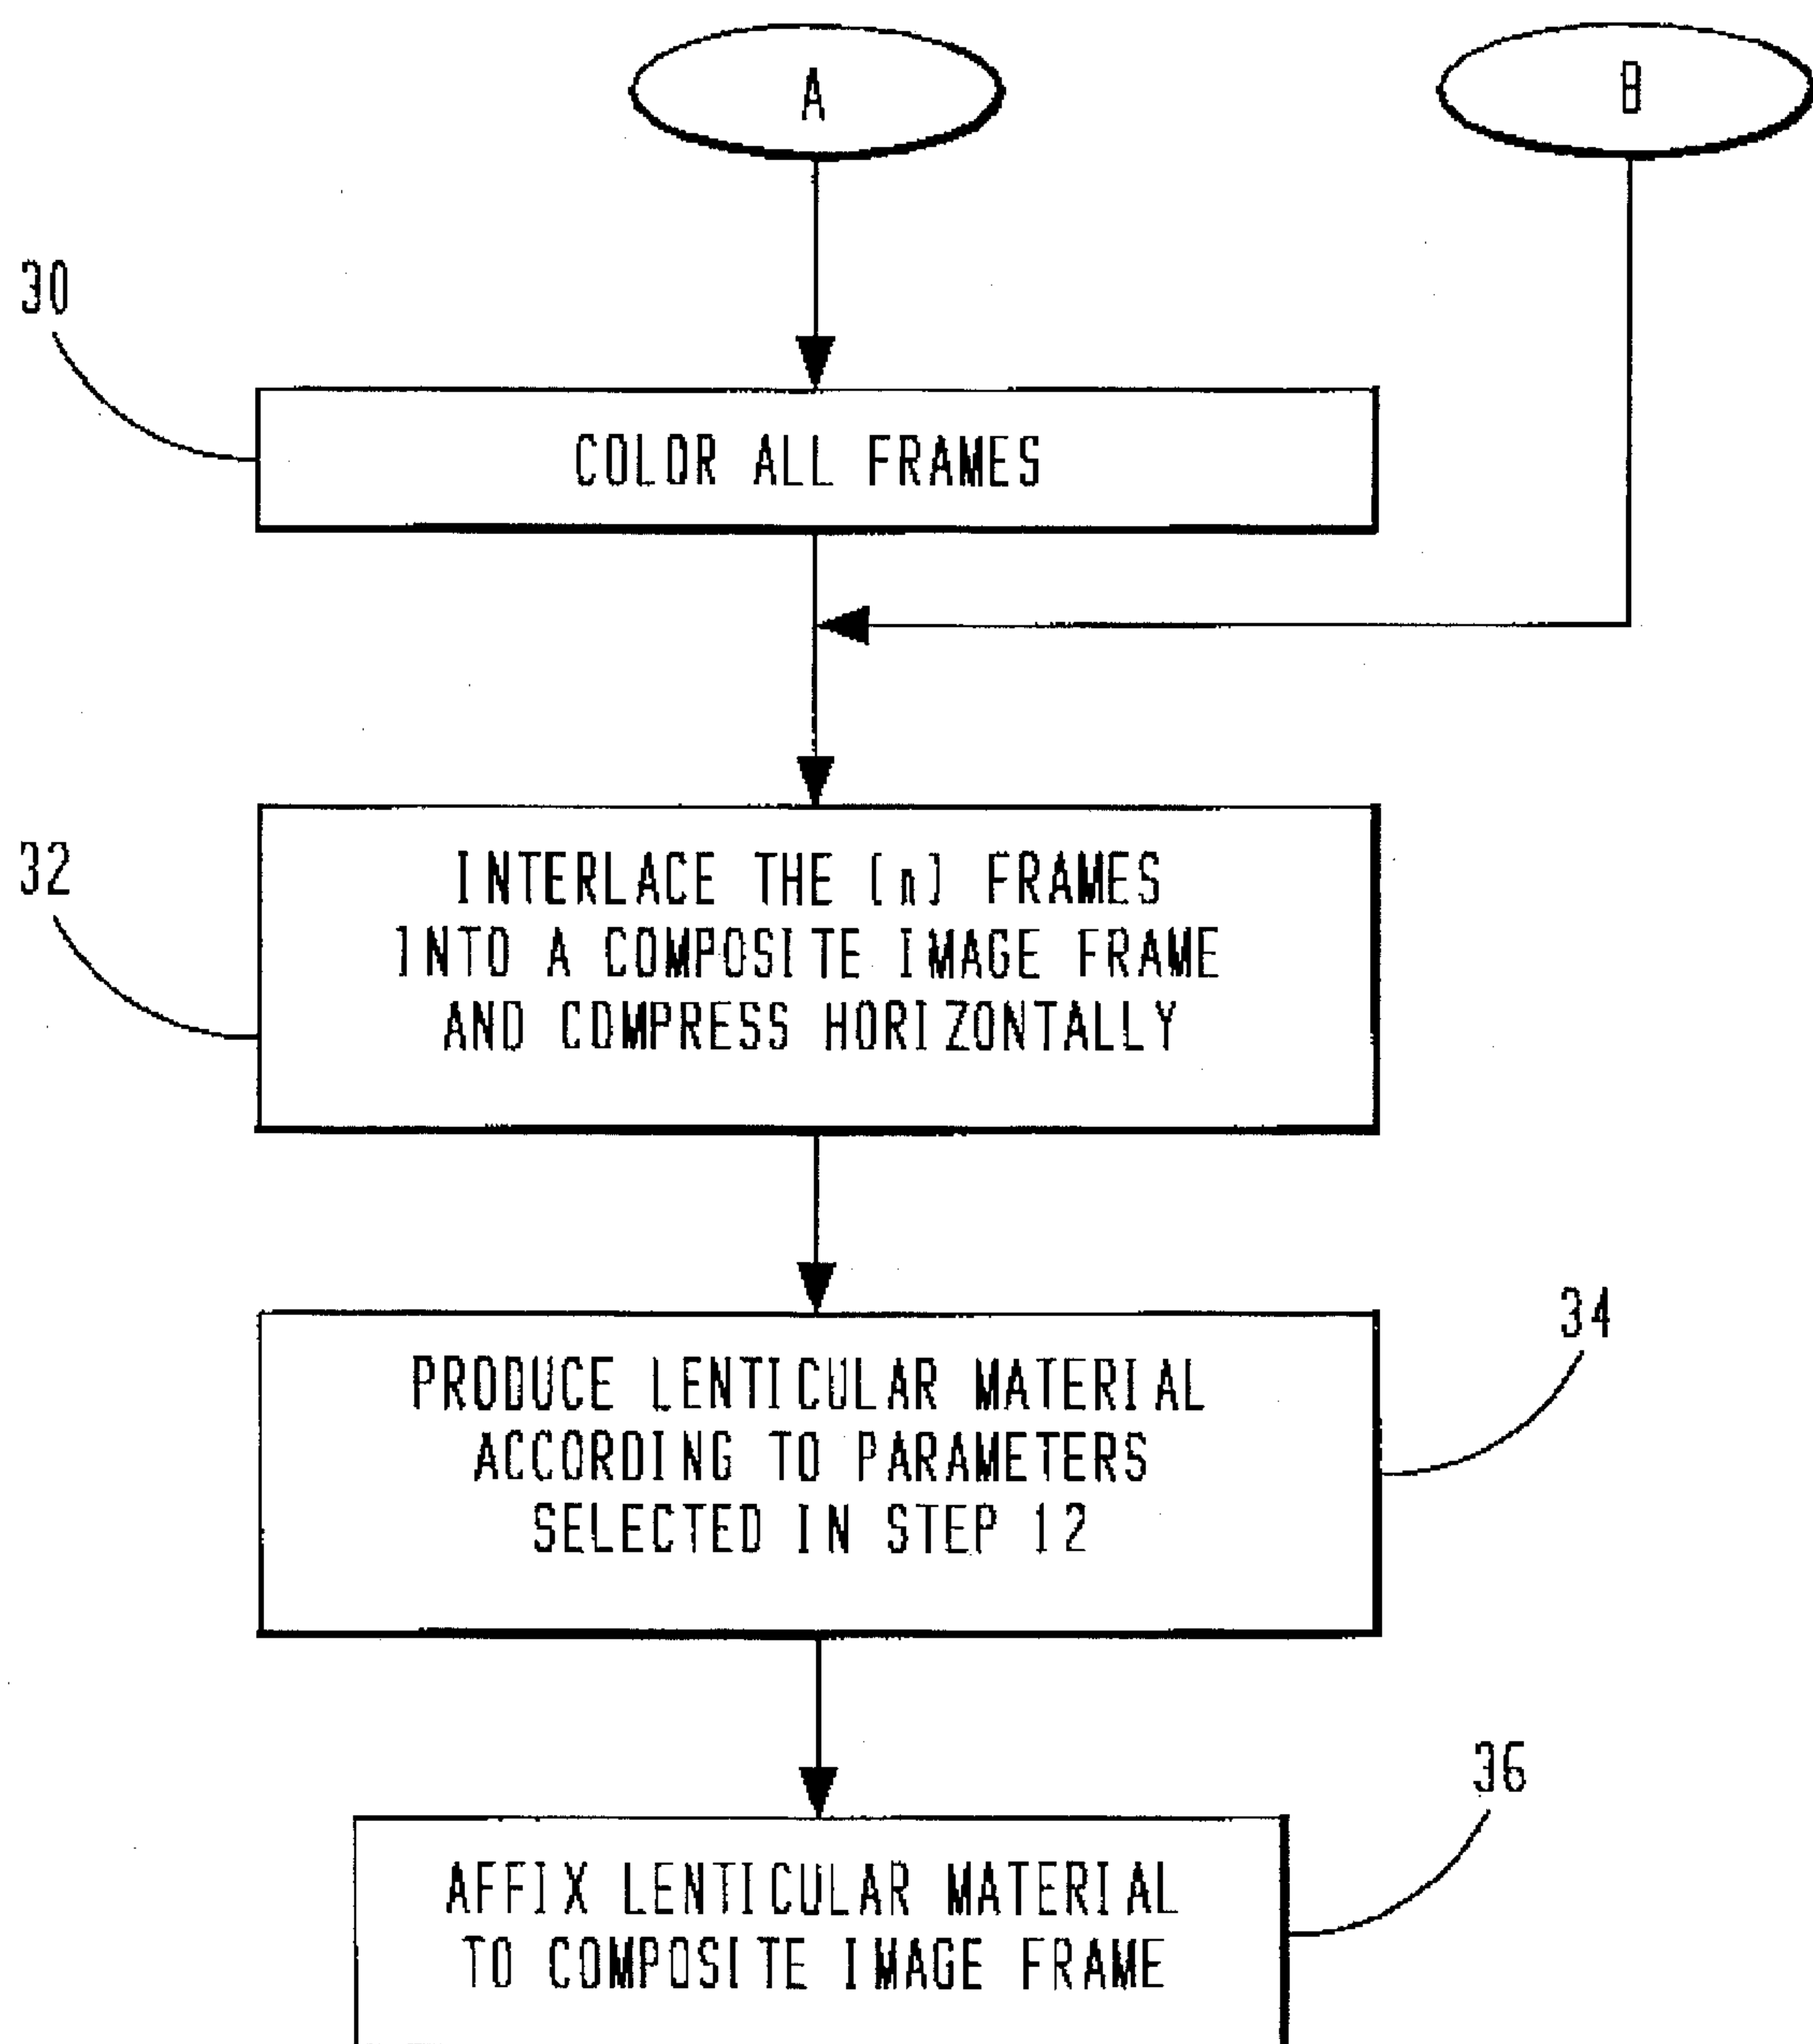 A
B
30
COLOR ALL FRAMES
32
INTERLACE THE [n] FRAMES
INTO A COMPOSITE IMAGE FRAME
AND COMPRESS HORIZONTALLY
34
PRODUCE LENTICULAR MATERIAL
ACCORDING TO PARAMETERS
SELECTED IN STEP 12
36
AFFIX LENTICULAR MATERIAL
TO COMPOSITE IMAGE FRAME